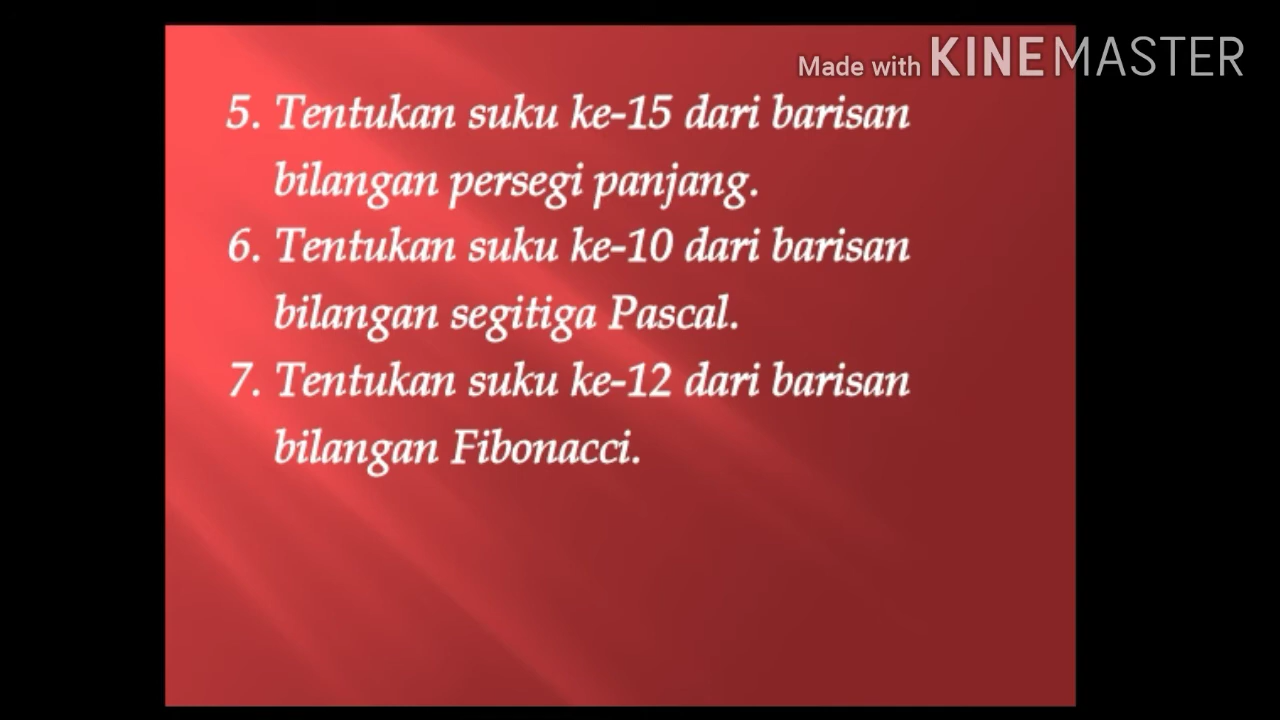 Made with KINEMASTER
5. Tentukan suku ke-15 dari barisan
bilangan persegi panjang.
6. Tentukan suku ke-10 dari barisan
bilangan segitiga Pascal.
7. Tentukan suku ke-12 dari barisan
bilangan Fibonacci.